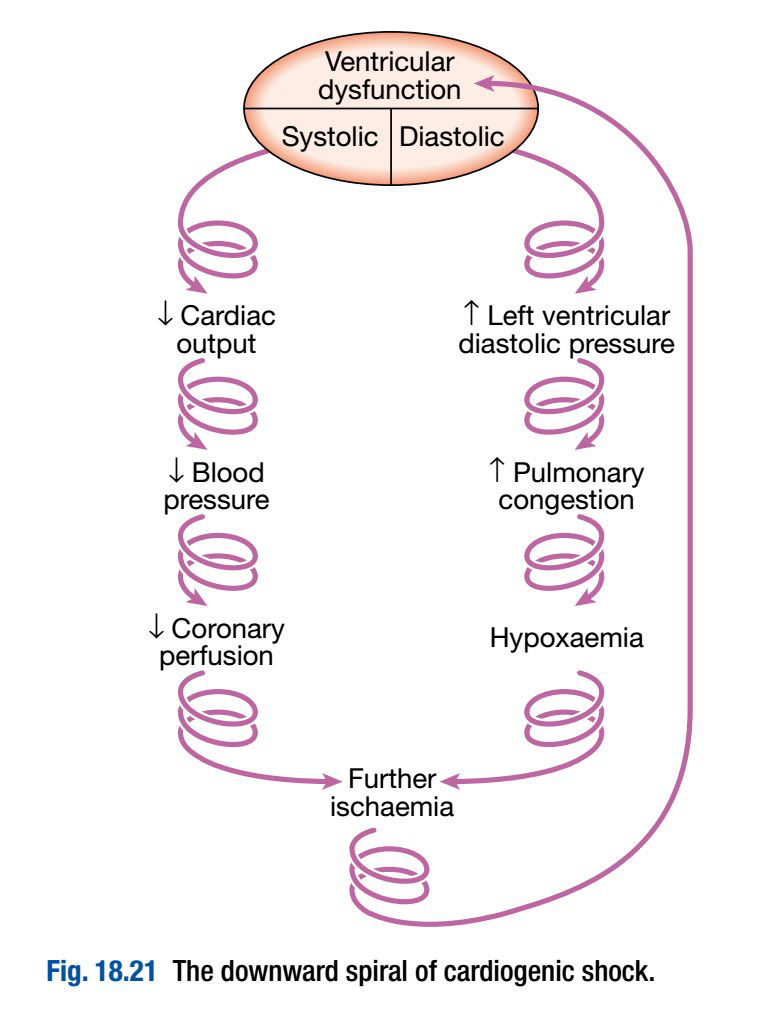 Ventricular
dysfunction
Systolic
Diastolic
↓ Cardiac
output
↑ Left ventricular
diastolic pressure
↓ Blood
pressure
↑ Pulmonary
congestion
↓ Coronary
perfusion
Hypoxaemia
Further
ischaemia
Fig. 18.21 The downward spiral of cardiogenic shock.